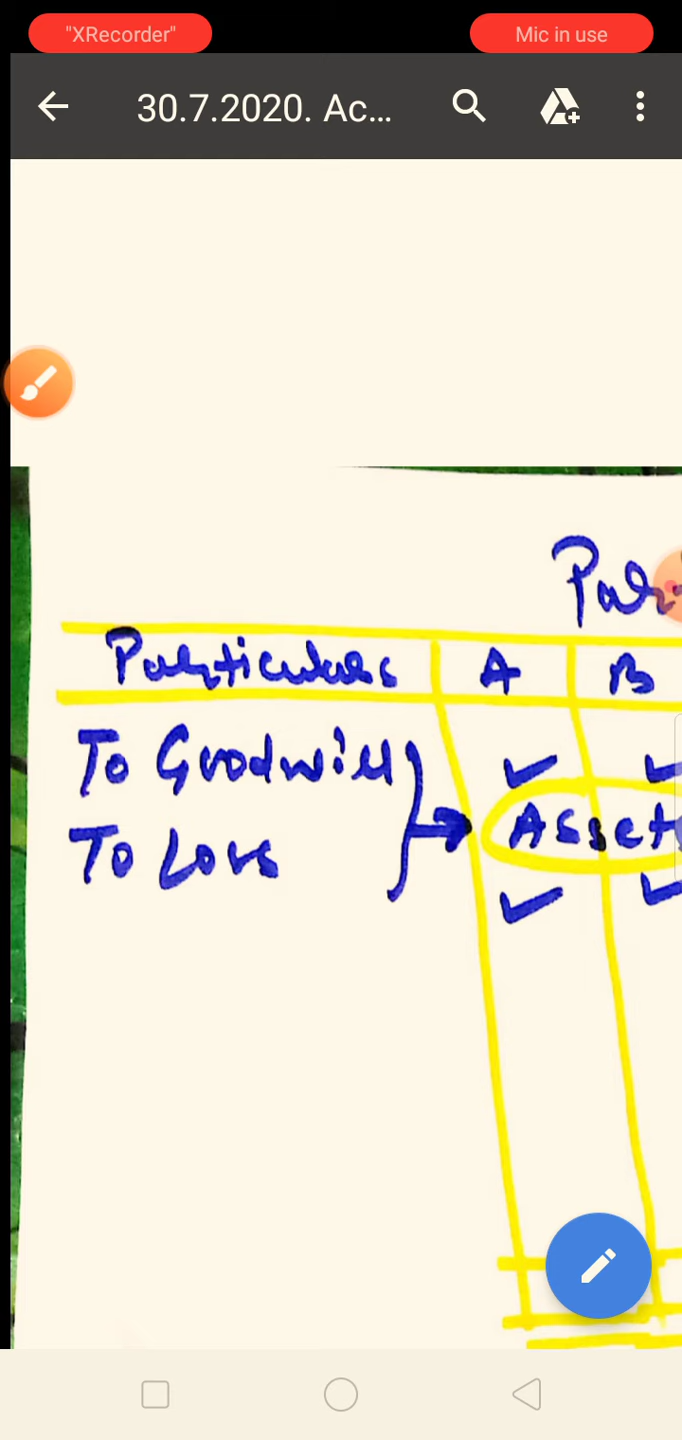 "XRecorder" Mic in use
30.7.2020. Ac...
Particulars A B
To Goodwill
Asset
To Loss